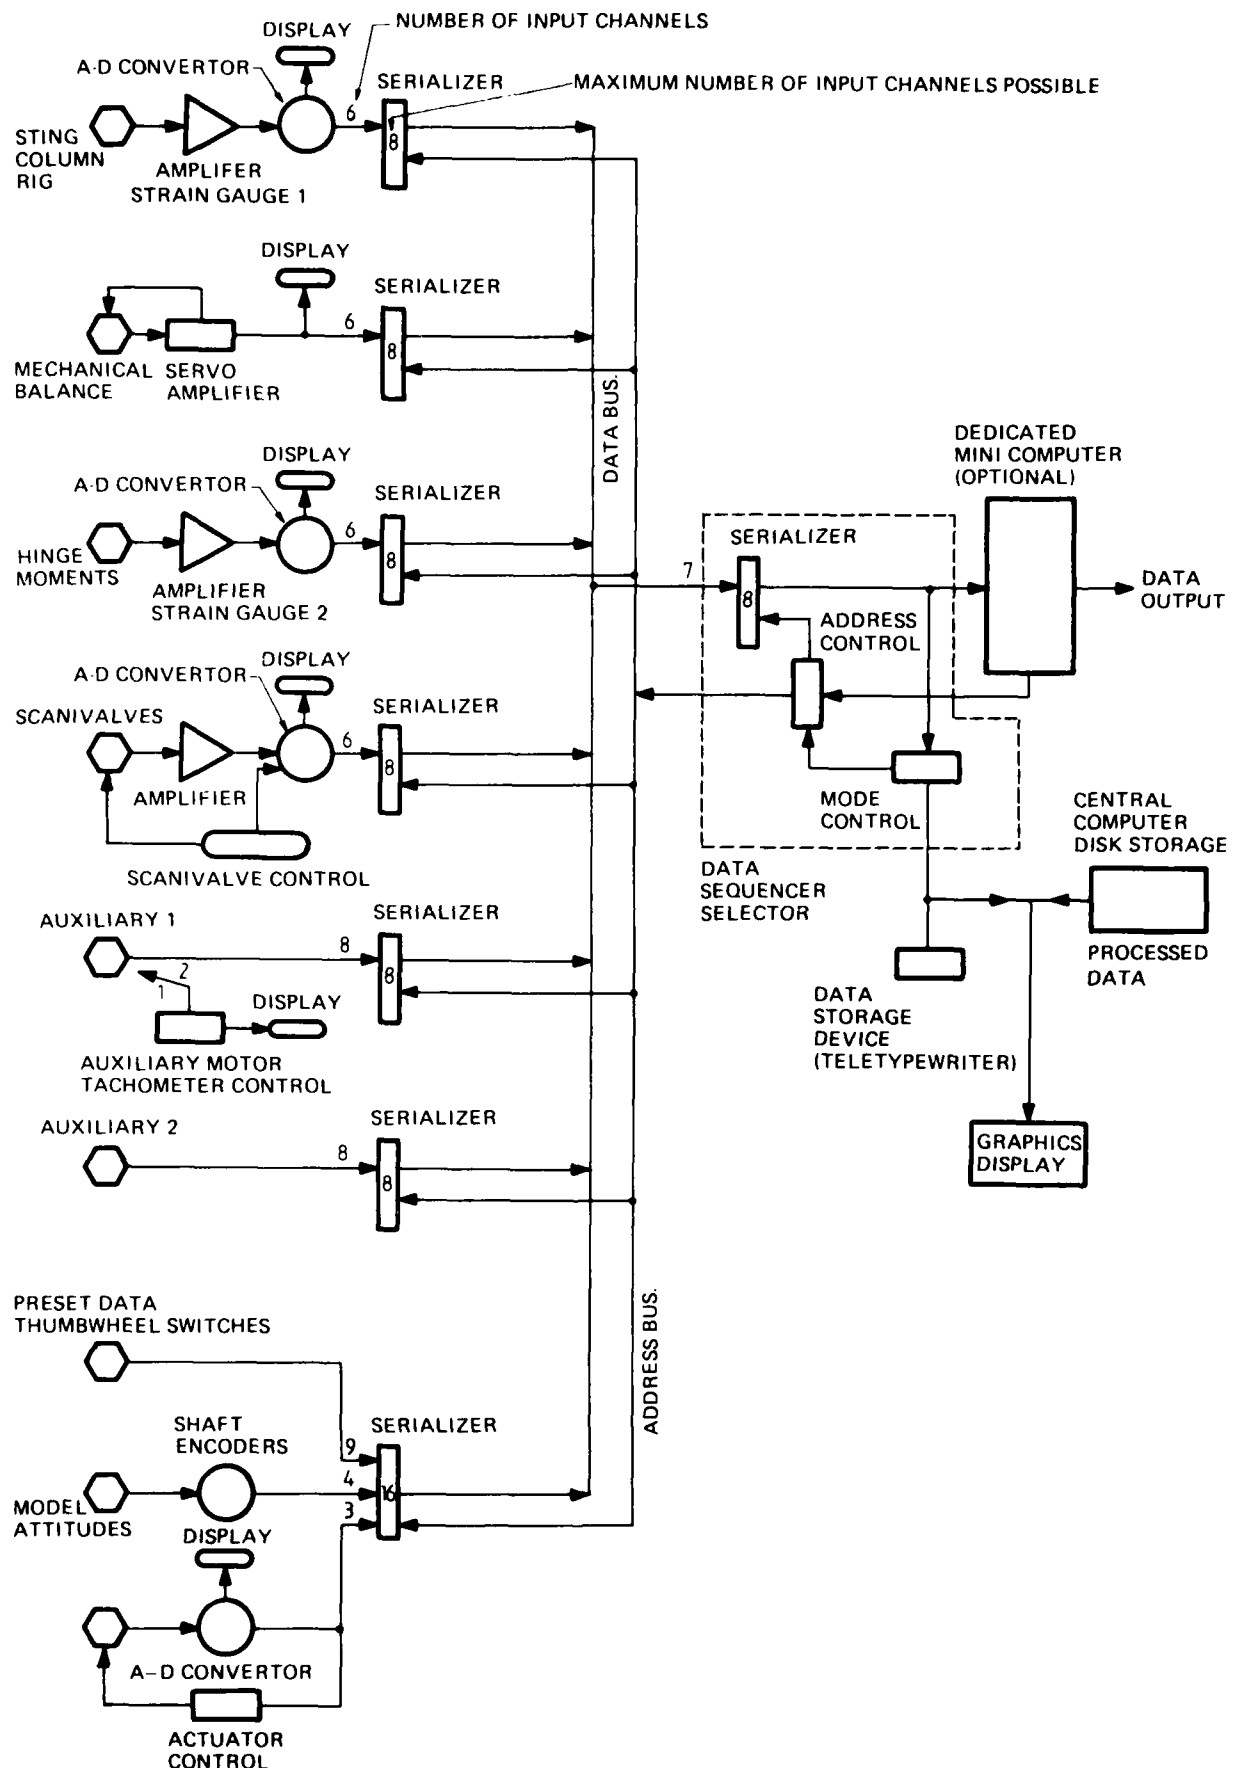 NUMBER OF INPUT CHANNELS
DISPLAY
A-D CONVERTOR
SERIALIZER
MAXIMUM NUMBER OF INPUT CHANNELS POSSIBLE
6
8
STING
COLUMN
RIG
AMPLIFER
STRAIN GAUGE 1
DISPLAY
SERIALIZER
6
8
MECHANICAL
BALANCE
SERVO
AMPLIFIER
DATA BUS.
DISPLAY
A-D CONVERTOR
SERIALIZER
6
8
HINGE
MOMENTS
AMPLIFIER
STRAIN GAUGE 2
DEDICATED
MINI COMPUTER
(OPTIONAL)
SERIALIZER
7
8
DATA
OUTPUT
ADDRESS
CONTROL
DISPLAY
A-D CONVERTOR
SCANIVALVES
SERIALIZER
6
8
AMPLIFIER
SCANIVALVE CONTROL
MODE
CONTROL
CENTRAL
COMPUTER
DISK STORAGE
DATA
SEQUENCER
SELECTOR
PROCESSED
DATA
AUXILIARY 1
SERIALIZER
8
8
2
1
DISPLAY
AUXILIARY MOTOR
TACHOMETER CONTROL
DATA
STORAGE
DEVICE
(TELETYPEWRITER)
AUXILIARY 2
SERIALIZER
8
8
GRAPHICS
DISPLAY
PRESET DATA
THUMBWHEEL SWITCHES
ADDRESS BUS.
SHAFT
ENCODERS
SERIALIZER
9
4
16
3
MODEL
ATTITUDES
DISPLAY
A-D CONVERTOR
ACTUATOR
CONTROL